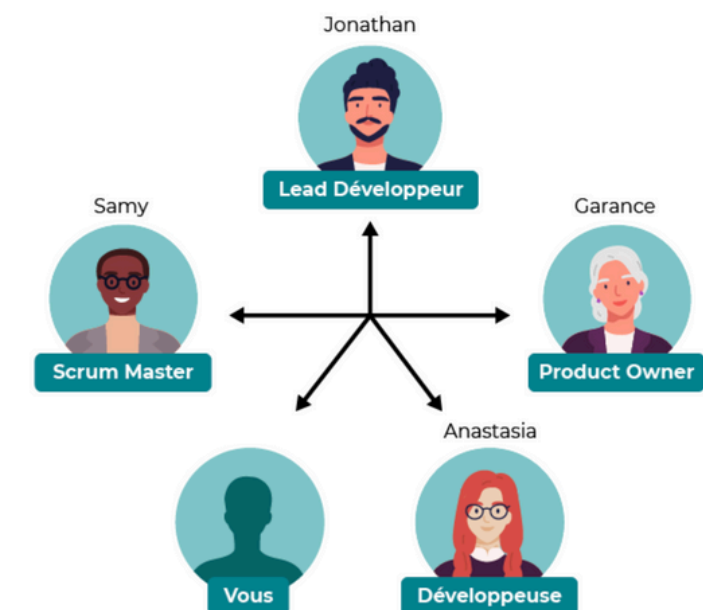 Jonathan
Lead Développeur
Samy
Garance
Scrum Master
Product Owner
Anastasia
Vous
Développeuse